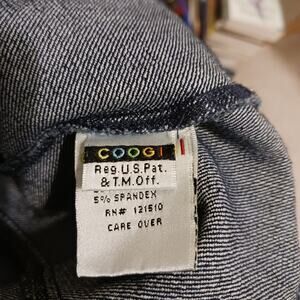 COOGI
Reg.U.S.Pat.
& T.M.Off.
5% SPANDEX
RN# 121510
CARE OVER